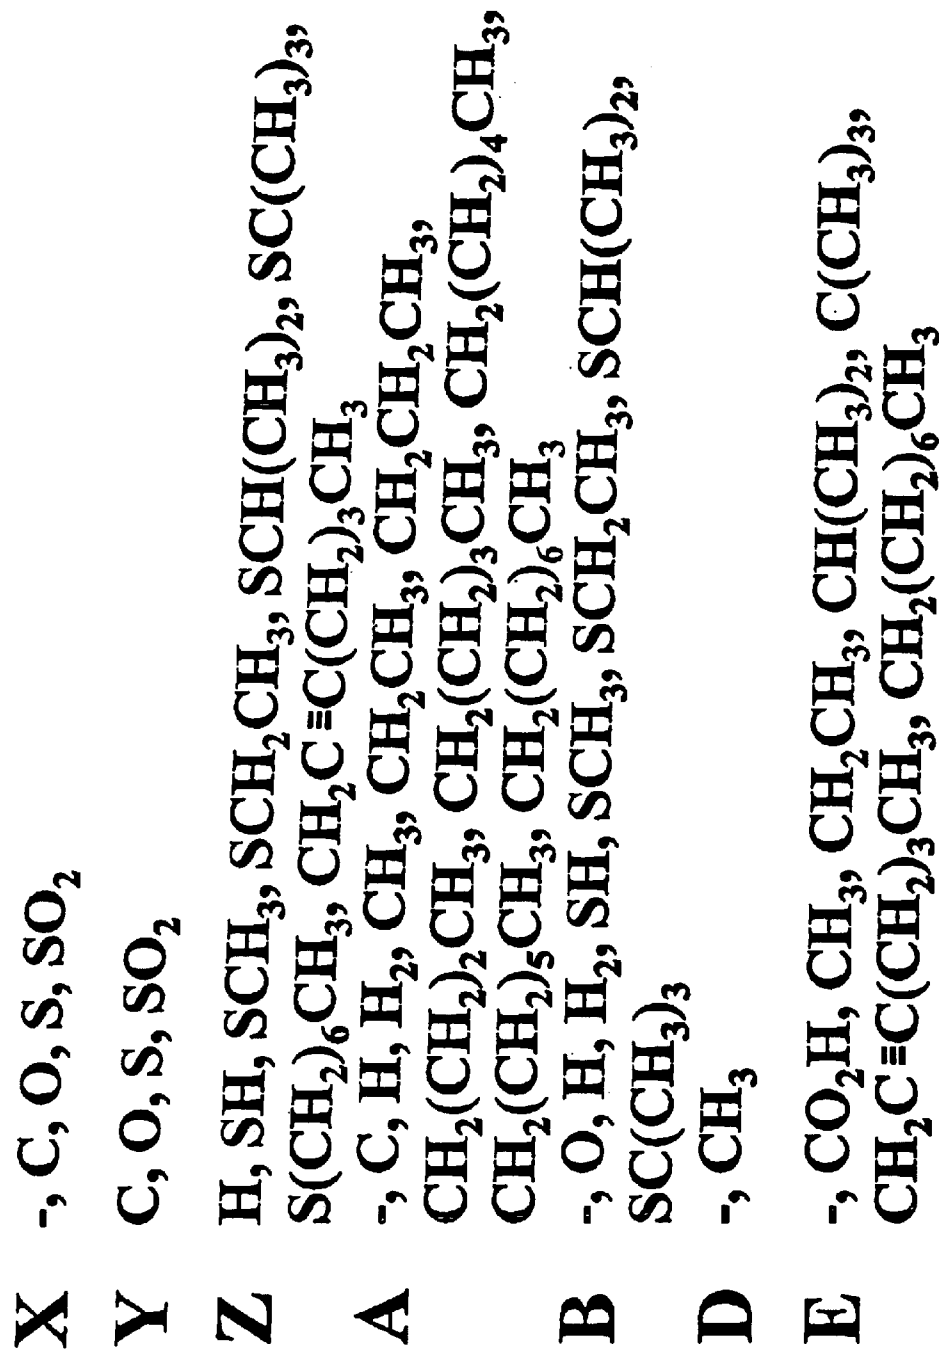 X -, C, O, S, SO₂
Y C, O, S, SO₂
Z H, SH, SCH₃, SCH₂CH₃, SCH(CH₃)₂, SC(CH₃)₃,
S(CH₂)₆CH₃, CH₂C≡C(CH₂)₃CH₃
A -, C, H, H₂, CH₃, CH₂CH₃, CH₂CH₂CH₃,
CH₂(CH₂)₂CH₃, CH₂(CH₂)₃CH₃, CH₂(CH₂)₄CH₃,
CH₂(CH₂)₅CH₃, CH₂(CH₂)₆CH₃
B -, O, H, H₂, SH, SCH₃, SCH₂CH₃, SCH(CH₃)₂,
SC(CH₃)₃
D -, CH₃
E -, CO₂H, CH₃, CH₂CH₃, CH(CH₃)₂, C(CH₃)₃,
CH₂C≡C(CH₂)₃CH₃, CH₂(CH₂)₆CH₃